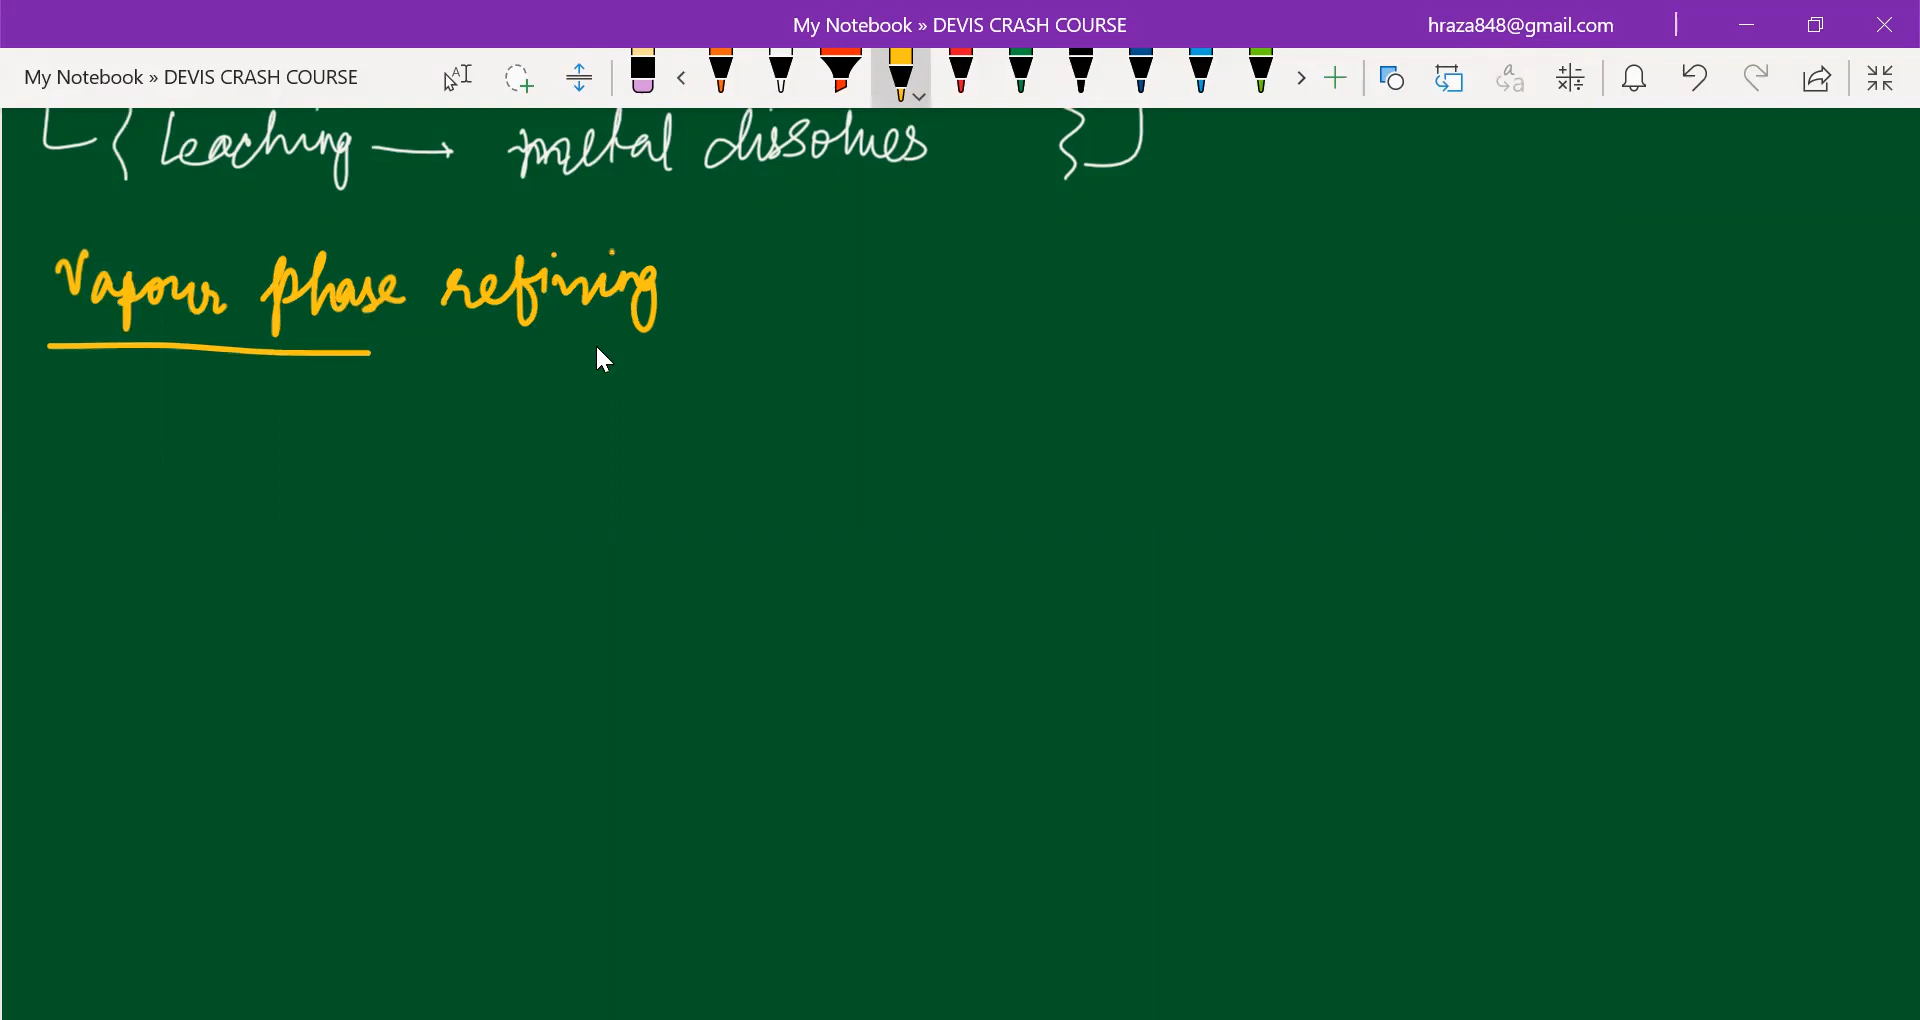 My Notebook » DEVIS CRASH COURSE
hraza848@gmail.com
My Notebook » DEVIS CRASH COURSE
leaching → metal dissolves
Vapour phase refining